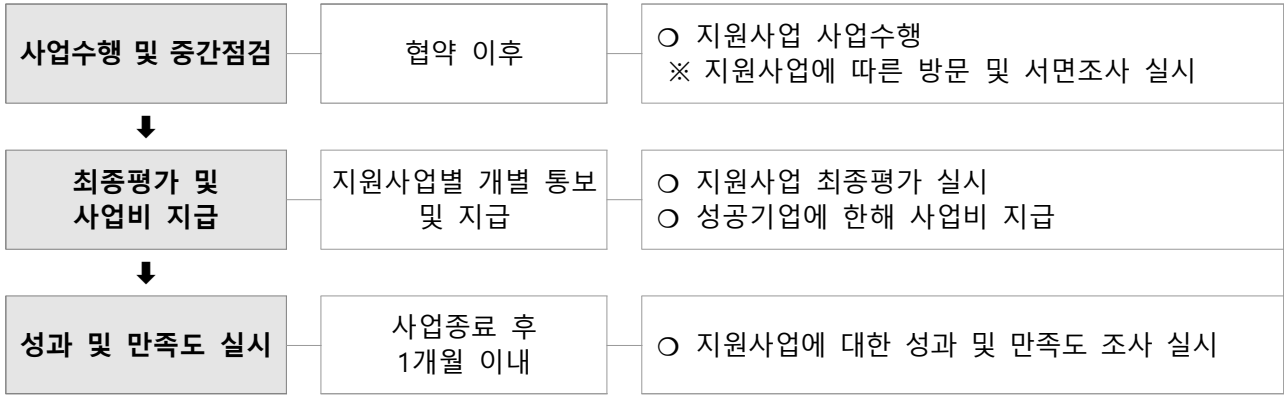 사업수행 및 중간점검
협약 이후
❍ 지원사업 사업수행
※ 지원사업에 따른 방문 및 서면조사 실시
⬇
최종평가 및
사업비 지급
지원사업별 개별 통보
및 지급
❍ 지원사업 최종평가 실시
❍ 성공기업에 한해 사업비 지급
⬇
성과 및 만족도 실시
사업종료 후
1개월 이내
❍ 지원사업에 대한 성과 및 만족도 조사 실시